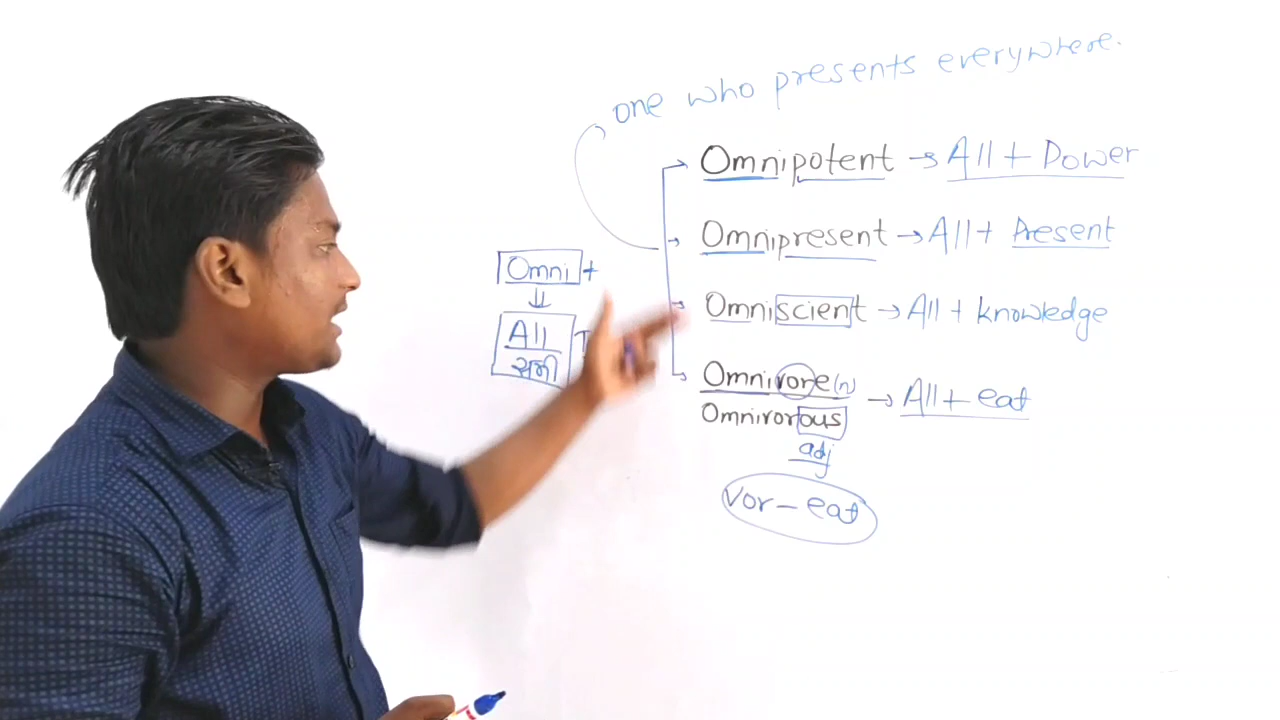 one who presents everywhere.
Omnipotent → All + Power
Omnipresent → All + Present
Omni +
Omniscient → All + knowledge
All
सभी
Omnivore (n) → All + eat
Omnivorous
adj
vor - eat